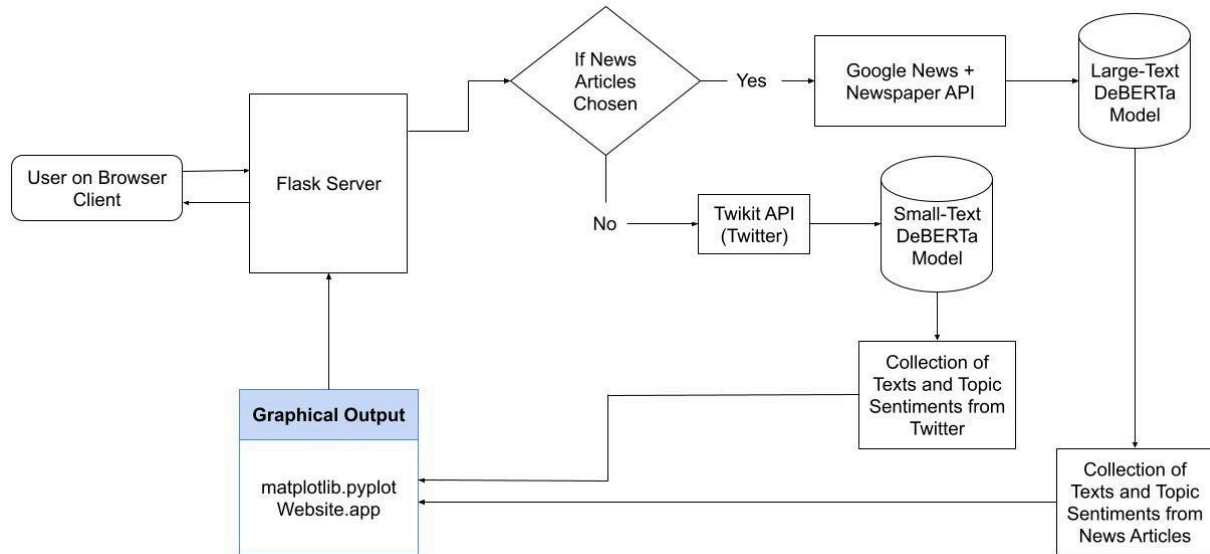 User on Browser
Client
Flask Server
If News
Articles
Chosen
Yes
Google News +
Newspaper API
Large-Text
DeBERTa
Model
No
Twikit API
(Twitter)
Small-Text
DeBERTa
Model
Collection of
Texts and Topic
Sentiments from
Twitter
Collection of
Texts and Topic
Sentiments from
News Articles
Graphical Output
matplotlib.pyplot
Website.app